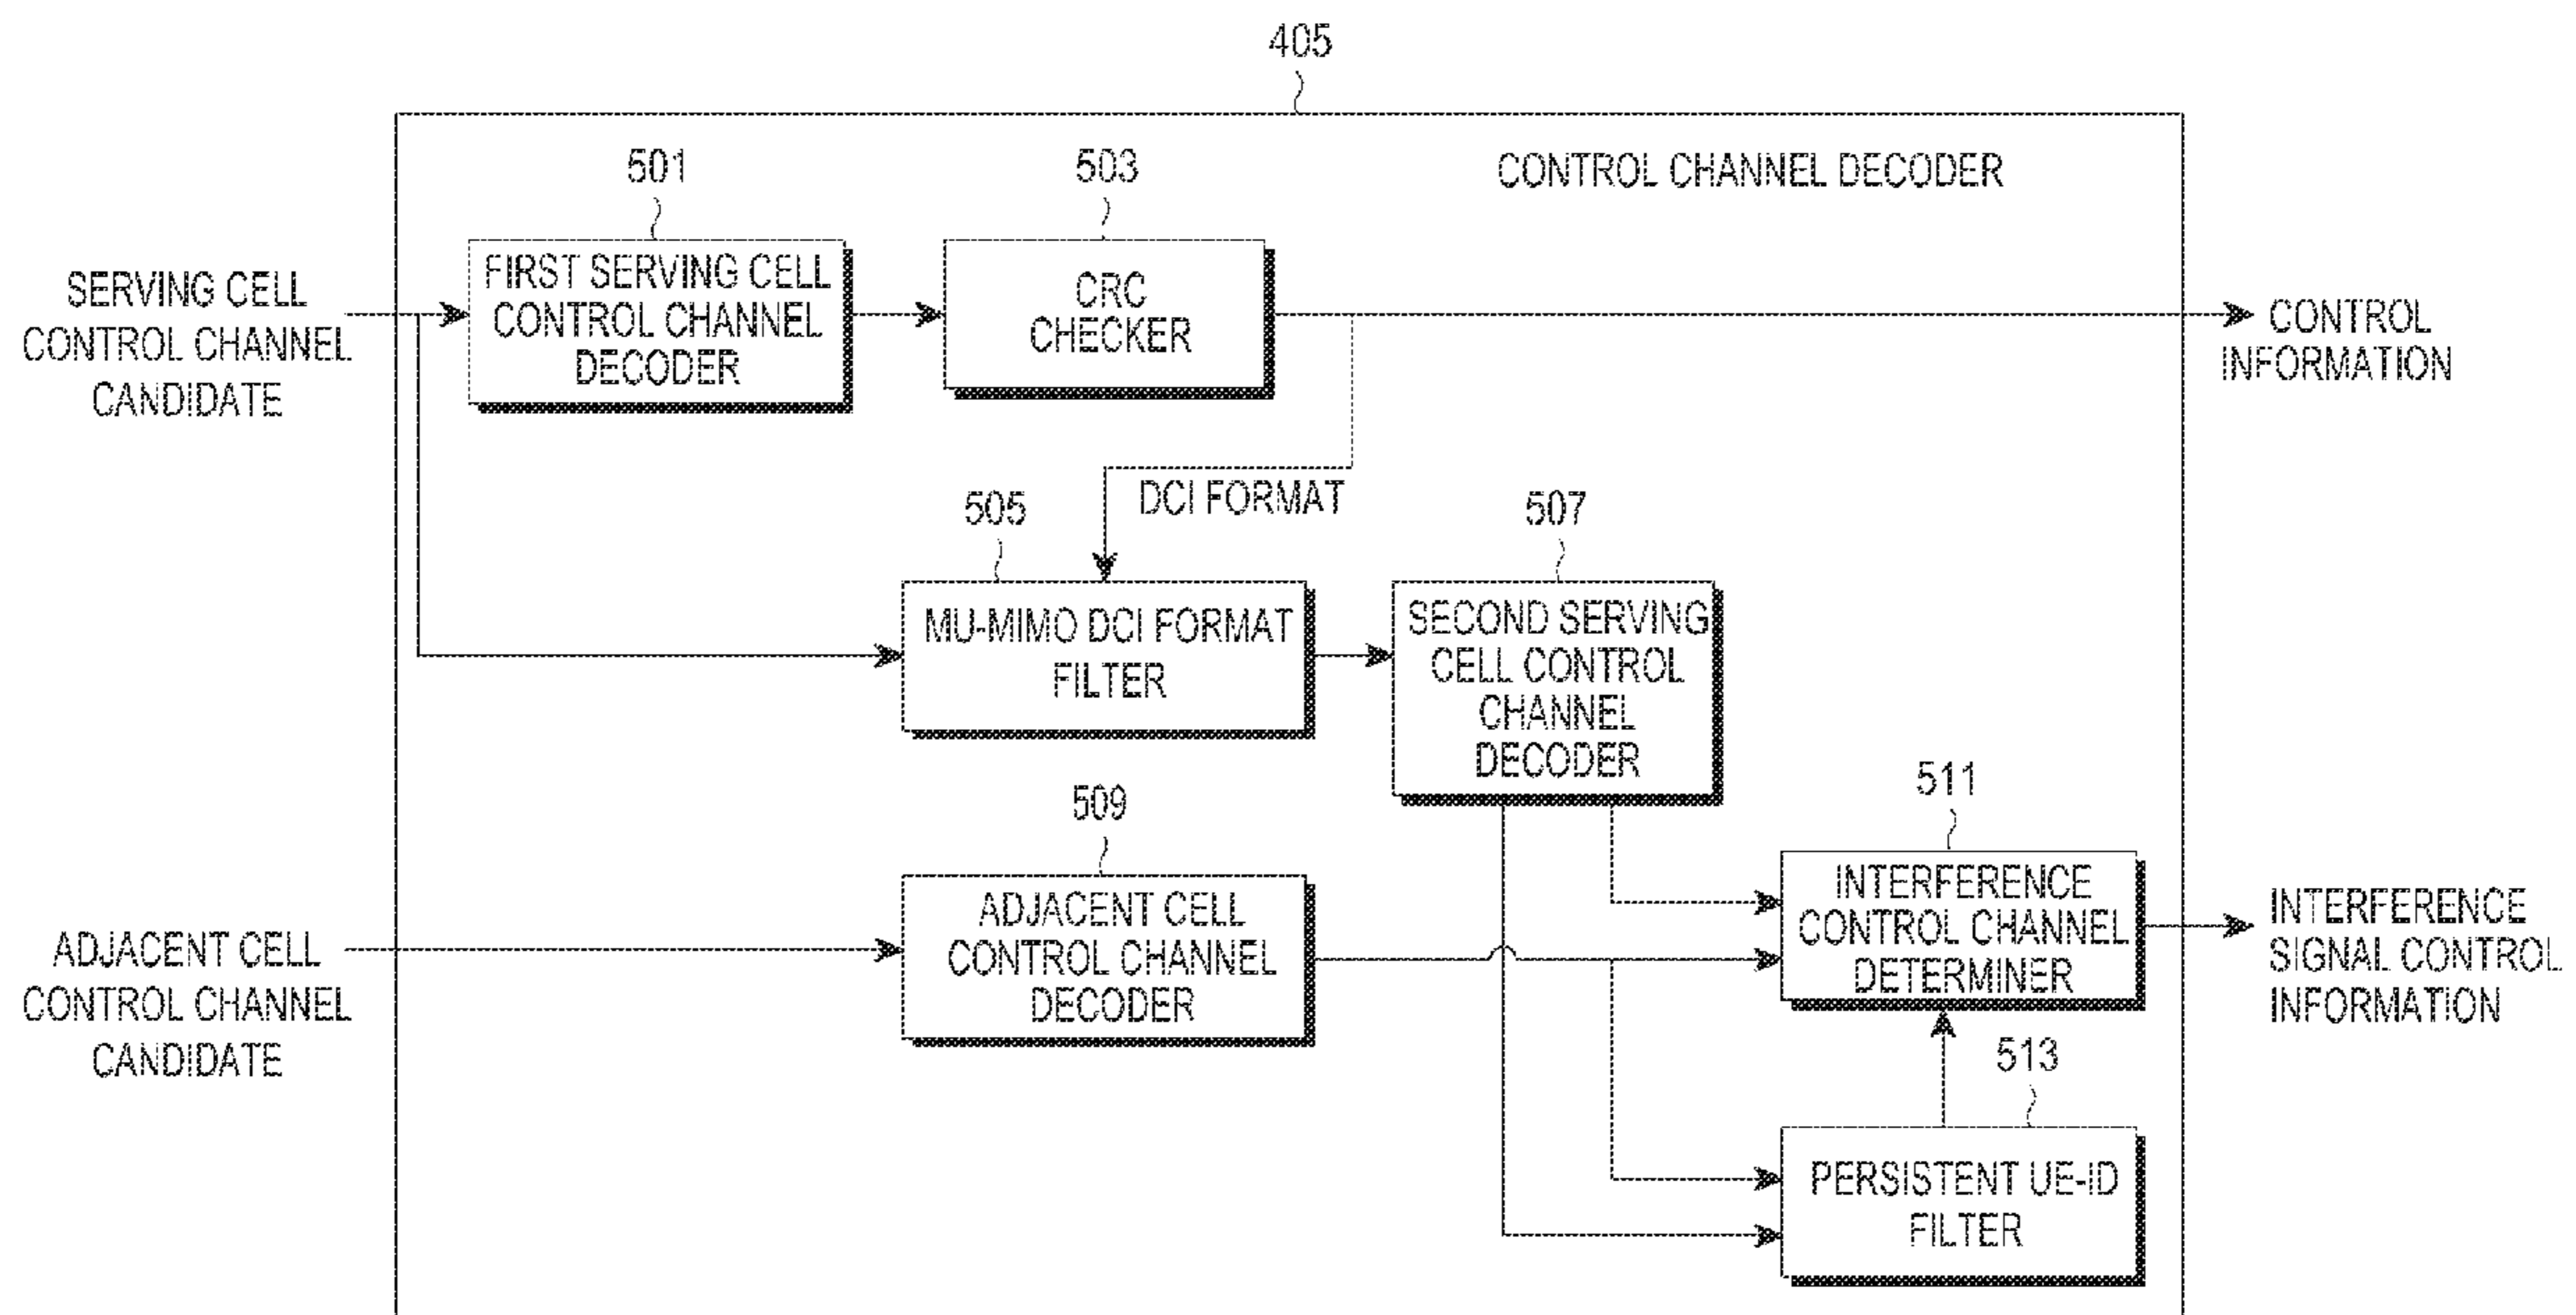 405
CONTROL CHANNEL DECODER
501
503
SERVING CELL
CONTROL CHANNEL
CANDIDATE
FIRST SERVING CELL
CONTROL CHANNEL
DECODER
CRC
CHECKER
CONTROL
INFORMATION
DCI FORMAT
505
507
MU-MIMO DCI FORMAT
FILTER
SECOND SERVING
CELL CONTROL
CHANNEL
DECODER
509
511
ADJACENT CELL
CONTROL CHANNEL
CANDIDATE
ADJACENT CELL
CONTROL CHANNEL
DECODER
INTERFERENCE
CONTROL CHANNEL
DETERMINER
INTERFERENCE
SIGNAL CONTROL
INFORMATION
513
PERSISTENT UE-ID
FILTER